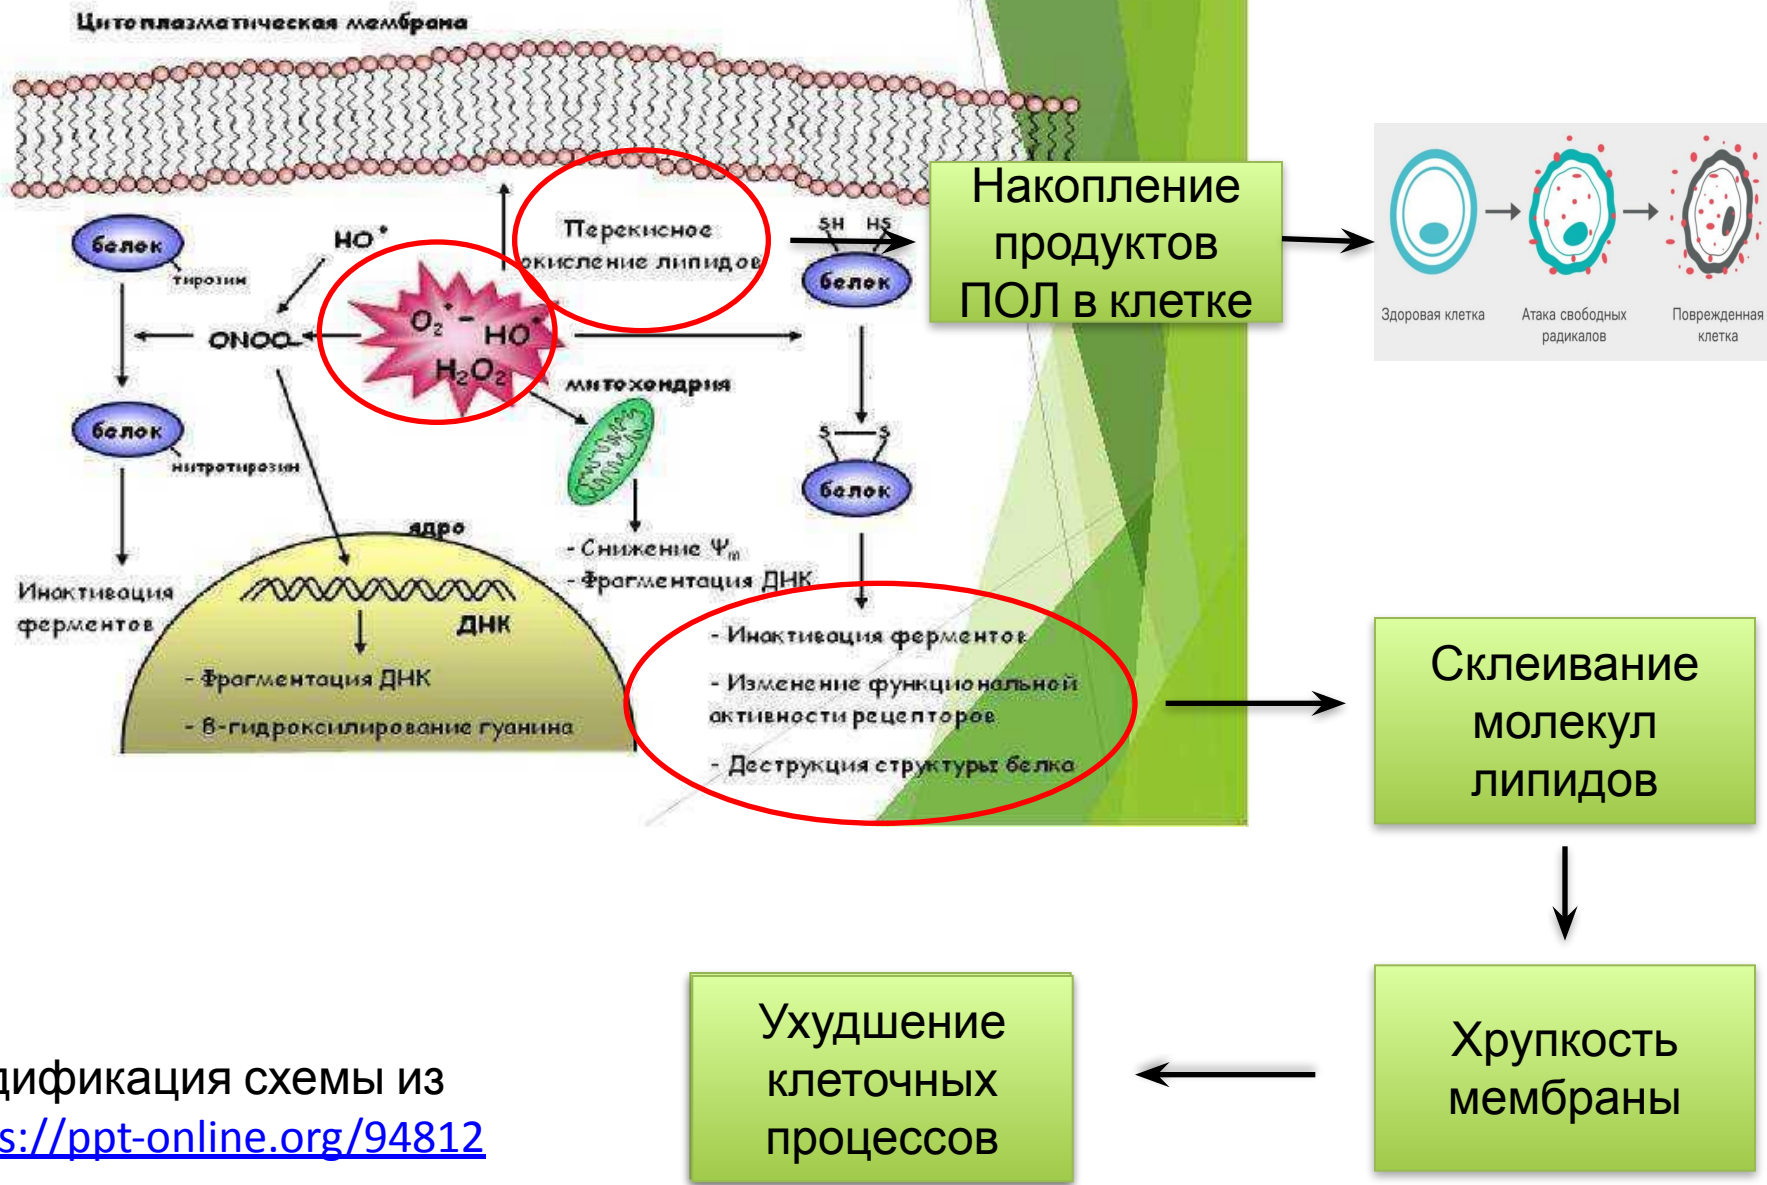 Цитоплазматическая мембрана
белок
тирозин
HO•
Перекисное
окисление липидов
SH HS
белок
Накопление
продуктов
ПОЛ в клетке
Здоровая клетка
Атака свободных
радикалов
Поврежденная
клетка
ONOO-
O2•−
HO•
H2O2
митохондрия
белок
нитротирозин
S S
белок
ядро
- Снижение Ψm
- Фрагментация ДНК
Инактивация
ферментов
ДНК
- Фрагментация ДНК
- 8-гидроксилирование гуанина
- Инактивация ферментов
- Изменение функциональной
активности рецепторов
- Деструкция структуры белка
Склеивание
молекул
липидов
Хрупкость
мембраны
Ухудшение
клеточных
процессов
дификация схемы из
s://ppt-online.org/94812